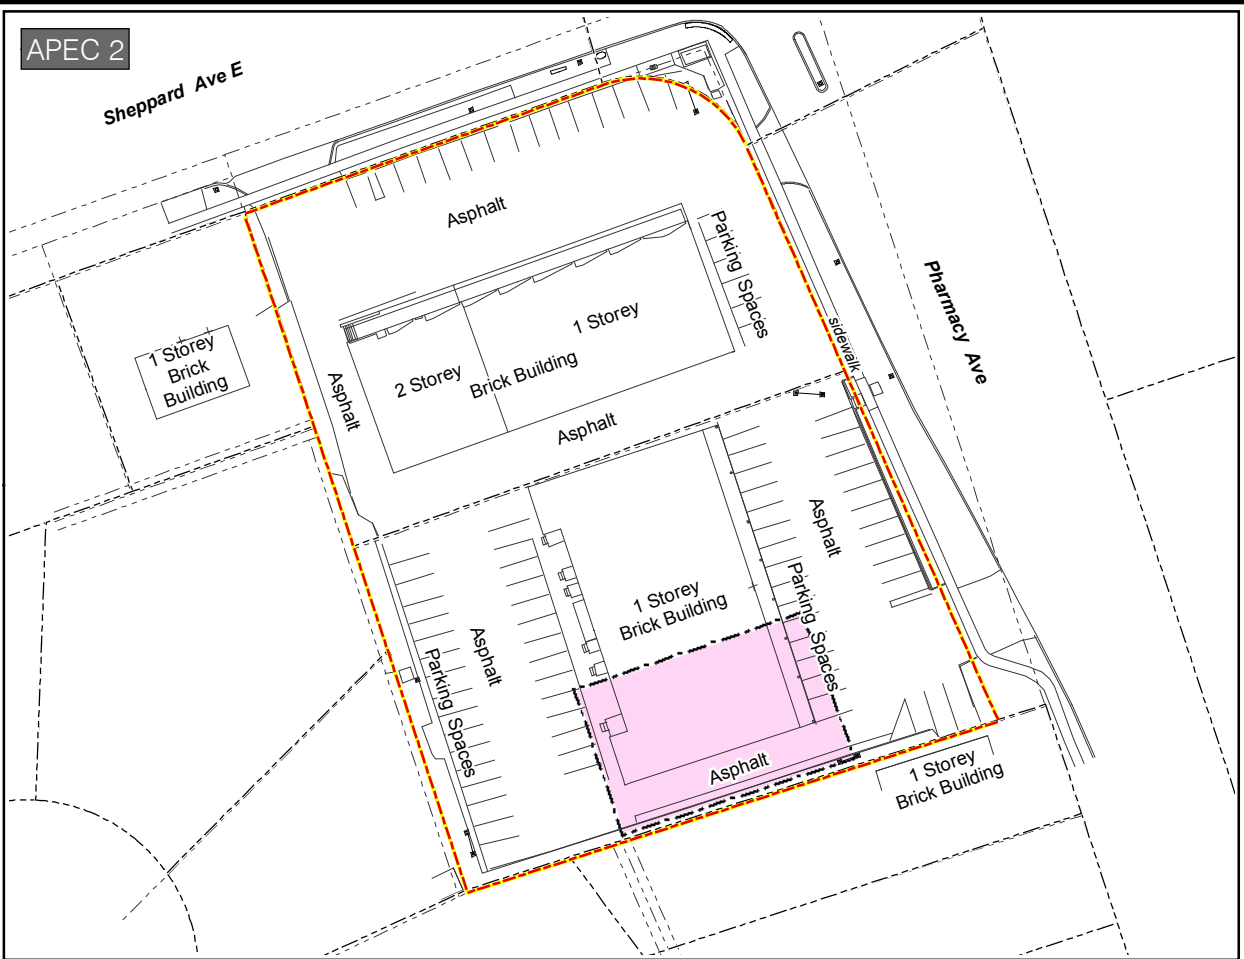 APEC 2
Sheppard Ave E
Asphalt
Parking Spaces
Pharmacy Ave
1 Storey
Brick
Building
1 Storey
sidewalk
2 Storey
Brick Building
Asphalt
Asphalt
Asphalt
1 Storey
Brick Building
Parking Spaces
Asphalt
Parking Spaces
Asphalt
1 Storey
Brick Building